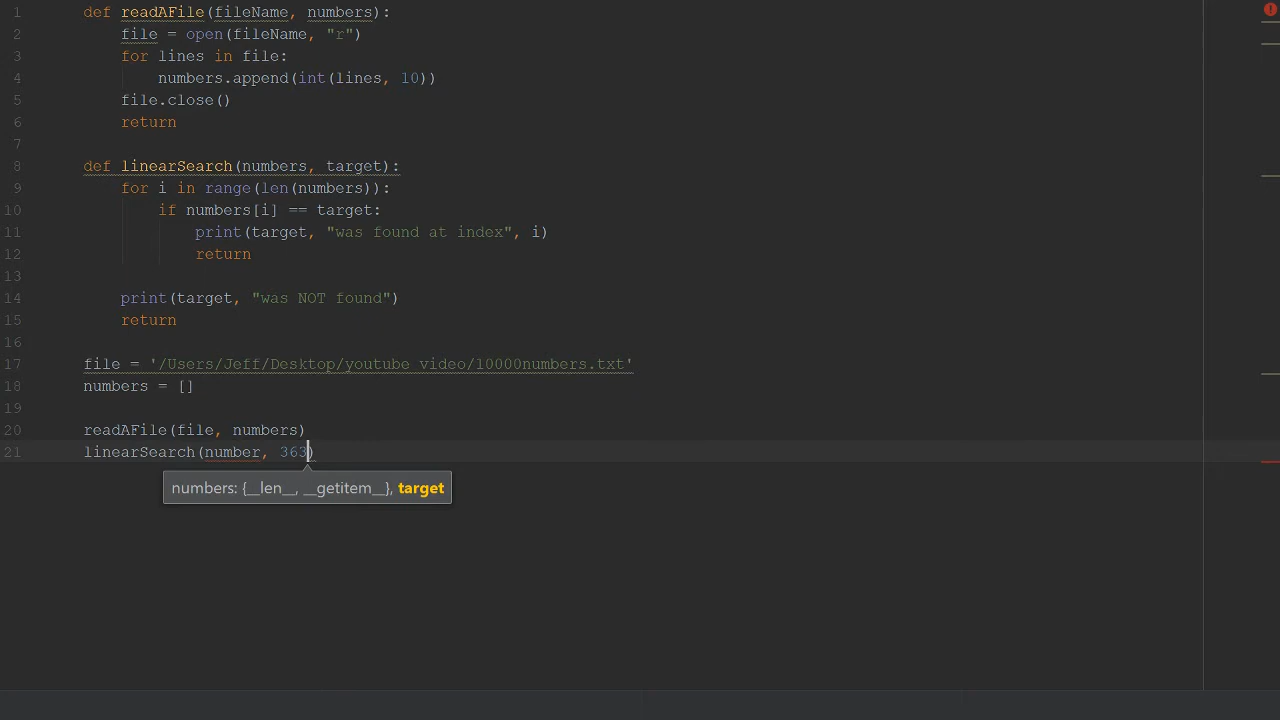 1 def readAFile(fileName, numbers):
2 file = open(fileName, "r")
3 for lines in file:
4 numbers.append(int(lines, 10))
5 file.close()
6 return
7
8 def linearSearch(numbers, target):
9 for i in range(len(numbers)):
10 if numbers[i] == target:
11 print(target, "was found at index", i)
12 return
13
14 print(target, "was NOT found")
15 return
16
17 file = '/Users/Jeff/Desktop/youtube video/10000numbers.txt'
18 numbers = []
19
20 readAFile(file, numbers)
21 linearSearch(number, 363)
numbers: {__len__, __getitem__}, target